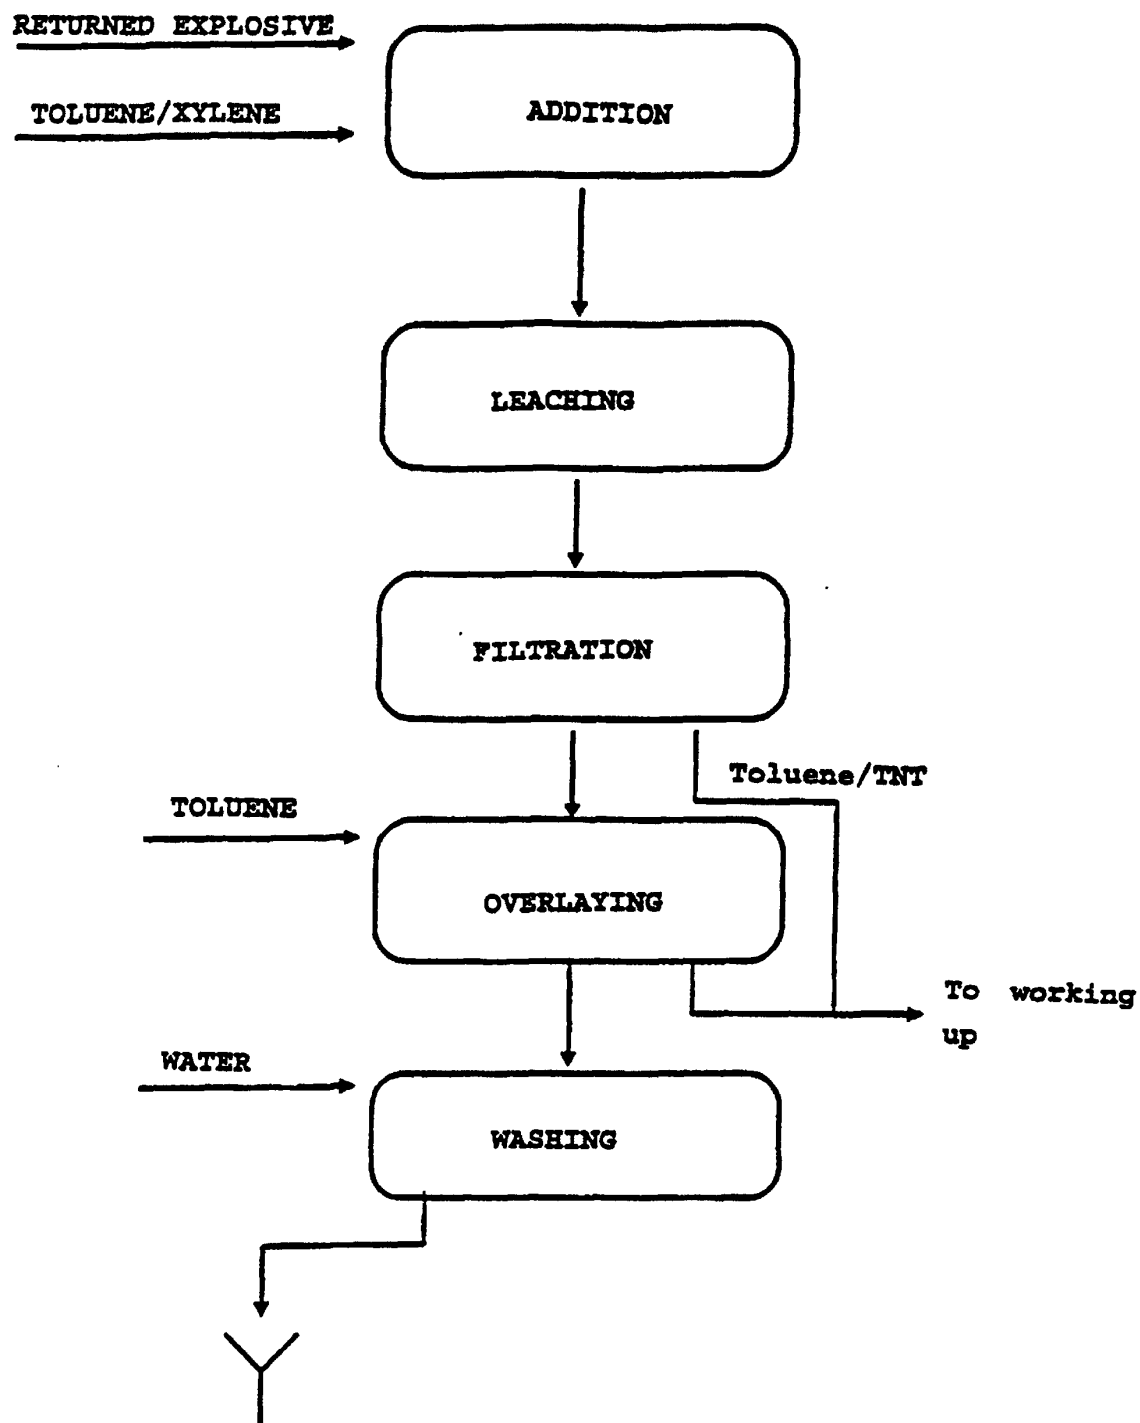 RETURNED EXPLOSIVE
TOLUENE/XYLENE
ADDITION
LEACHING
FILTRATION
Toluene/TNT
TOLUENE
OVERLAYING
To working
up
WATER
WASHING